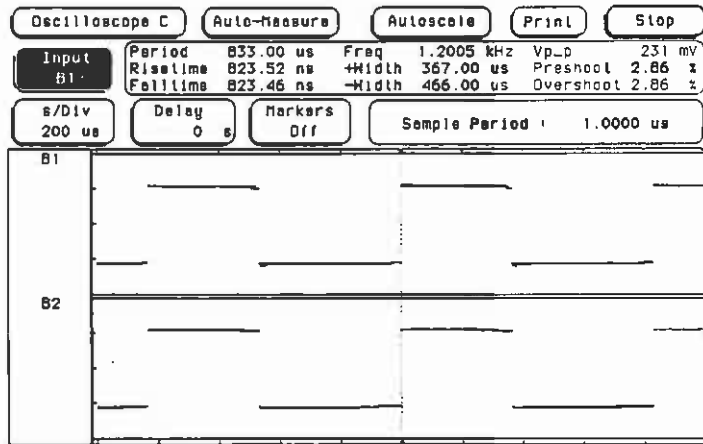 Oscilloscope C Auto-Measure Autoscale Print Stop
Input
B1
Period 833.00 us Freq 1.2005 kHz Vp_p 231 mV
Risetime 823.52 ns +Width 367.00 us Preshoot 2.86 %
Falltime 823.46 ns -Width 466.00 us Overshoot 2.86 %
s/Div
200 us
Delay
0 s
Markers
Off
Sample Period : 1.0000 us
B1
B2